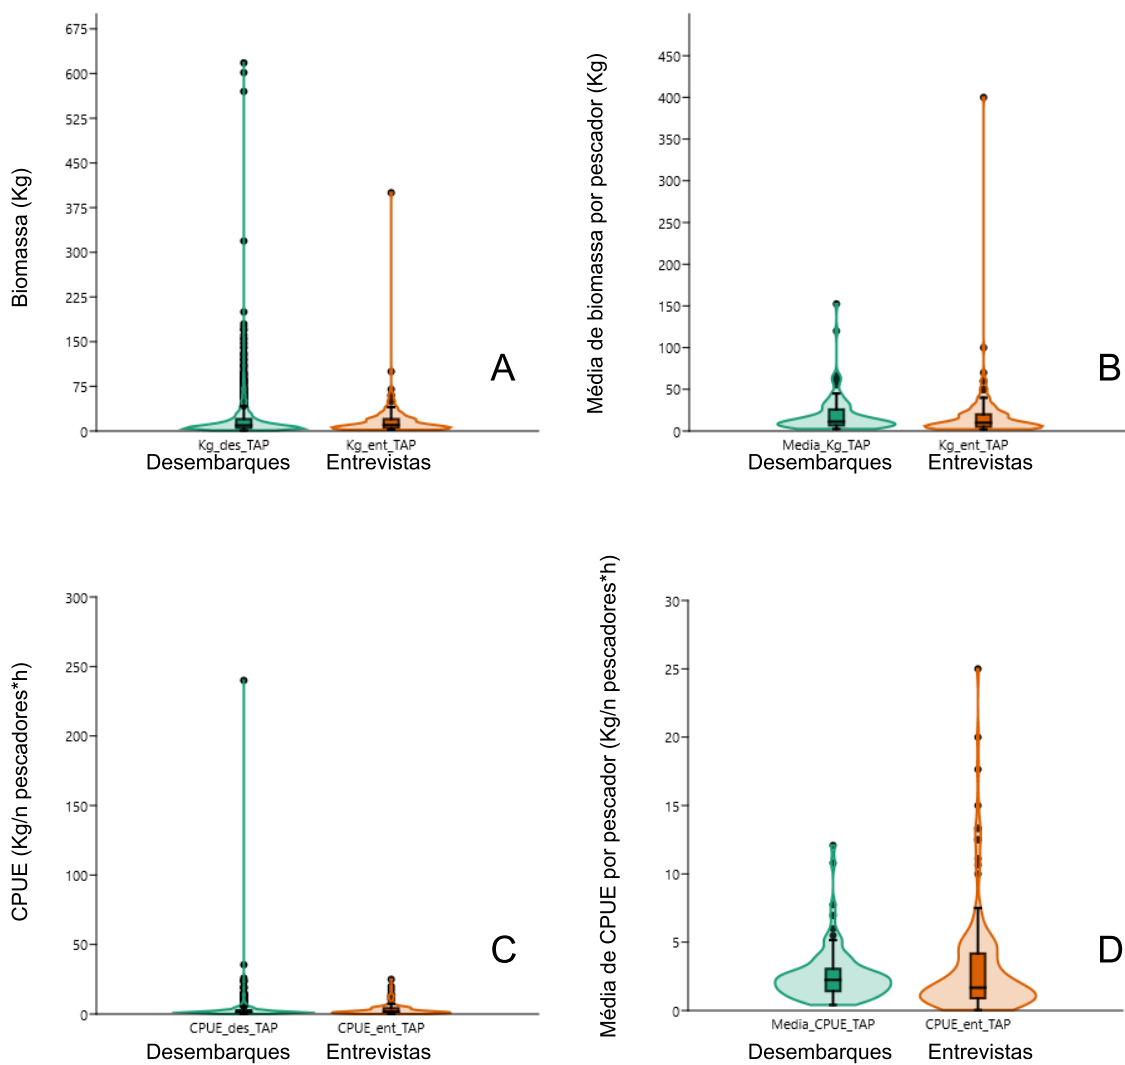 Biomassa (Kg)
675
600
525
450
375
300
225
150
75
0
A
Kg_des_TAP Kg_ent_TAP
Desembarques Entrevistas
Média de biomassa por pescador (Kg)
450
400
350
300
250
200
150
100
50
0
B
Media_Kg_TAP Kg_ent_TAP
Desembarques Entrevistas
CPUE (Kg/n pescadores*h)
300
250
200
150
100
50
0
C
CPUE_des_TAP CPUE_ent_TAP
Desembarques Entrevistas
Média de CPUE por pescador (Kg/n pescadores*h)
30
25
20
15
10
5
0
D
Media_CPUE_TAP CPUE_ent_TAP
Desembarques Entrevistas